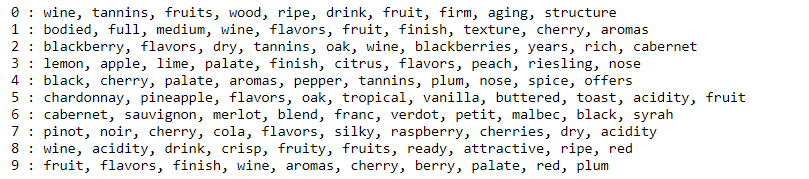 0 : wine, tannins, fruits, wood, ripe, drink, fruit, firm, aging, structure
1 : bodied, full, medium, wine, flavors, fruit, finish, texture, cherry, aromas
2 : blackberry, flavors, dry, tannins, oak, wine, blackberries, years, rich, cabernet
3 : lemon, apple, lime, palate, finish, citrus, flavors, peach, riesling, nose
4 : black, cherry, palate, aromas, pepper, tannins, plum, nose, spice, offers
5 : chardonnay, pineapple, flavors, oak, tropical, vanilla, buttered, toast, acidity, fruit
6 : cabernet, sauvignon, merlot, blend, franc, verdot, petit, malbec, black, syrah
7 : pinot, noir, cherry, cola, flavors, silky, raspberry, cherries, dry, acidity
8 : wine, acidity, drink, crisp, fruity, fruits, ready, attractive, ripe, red
9 : fruit, flavors, finish, wine, aromas, cherry, berry, palate, red, plum